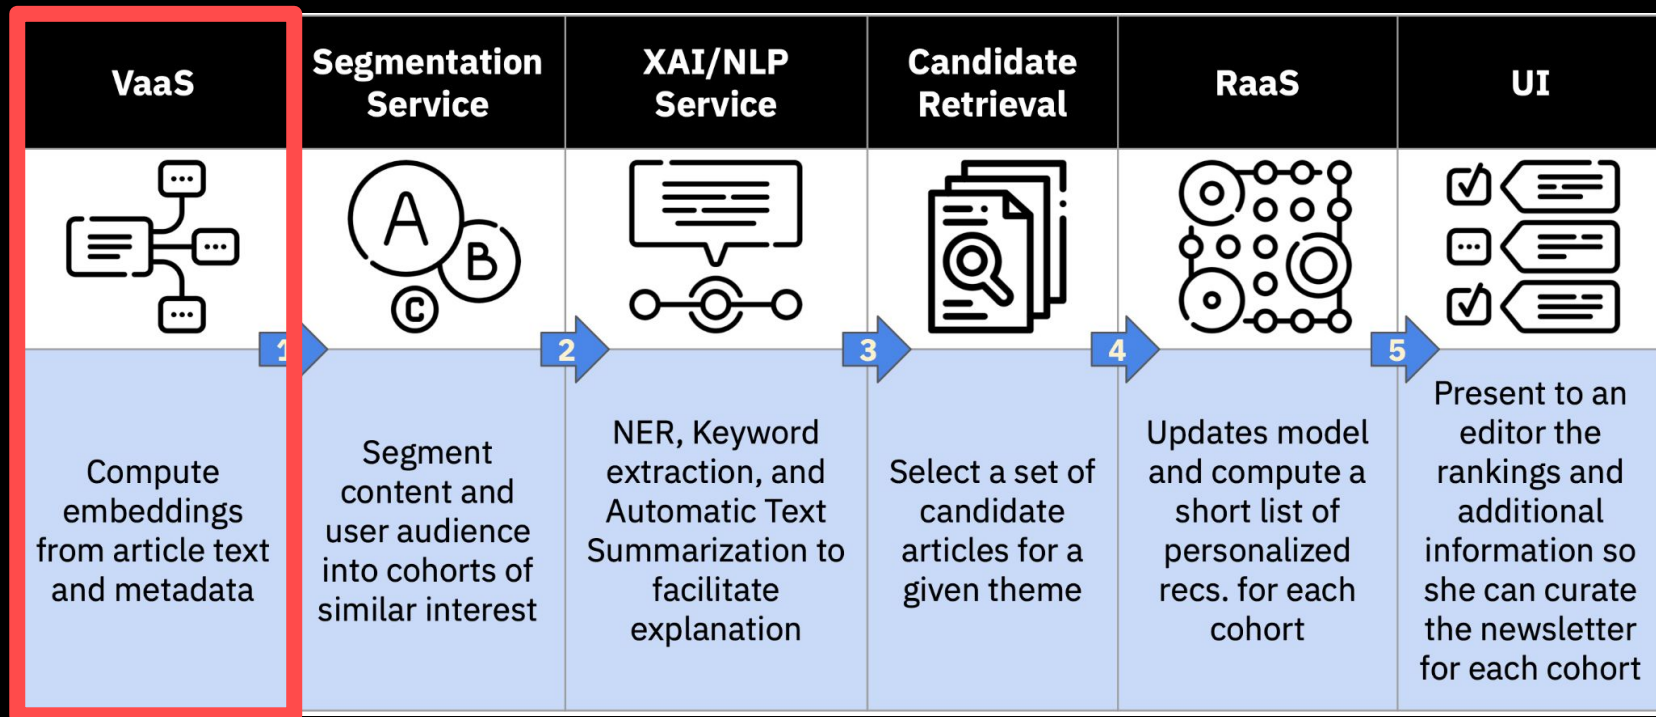 VaaS
Segmentation
Service
XAI/NLP
Service
Candidate
Retrieval
RaaS
UI
A
B
C
1
2
3
4
5
Compute
embeddings
from article text
and metadata
Segment
content and
user audience
into cohorts of
similar interest
NER, Keyword
extraction, and
Automatic Text
Summarization to
facilitate
explanation
Select a set of
candidate
articles for a
given theme
Updates model
and compute a
short list of
personalized
recs. for each
cohort
Present to an
editor the
rankings and
additional
information so
she can curate
the newsletter
for each cohort